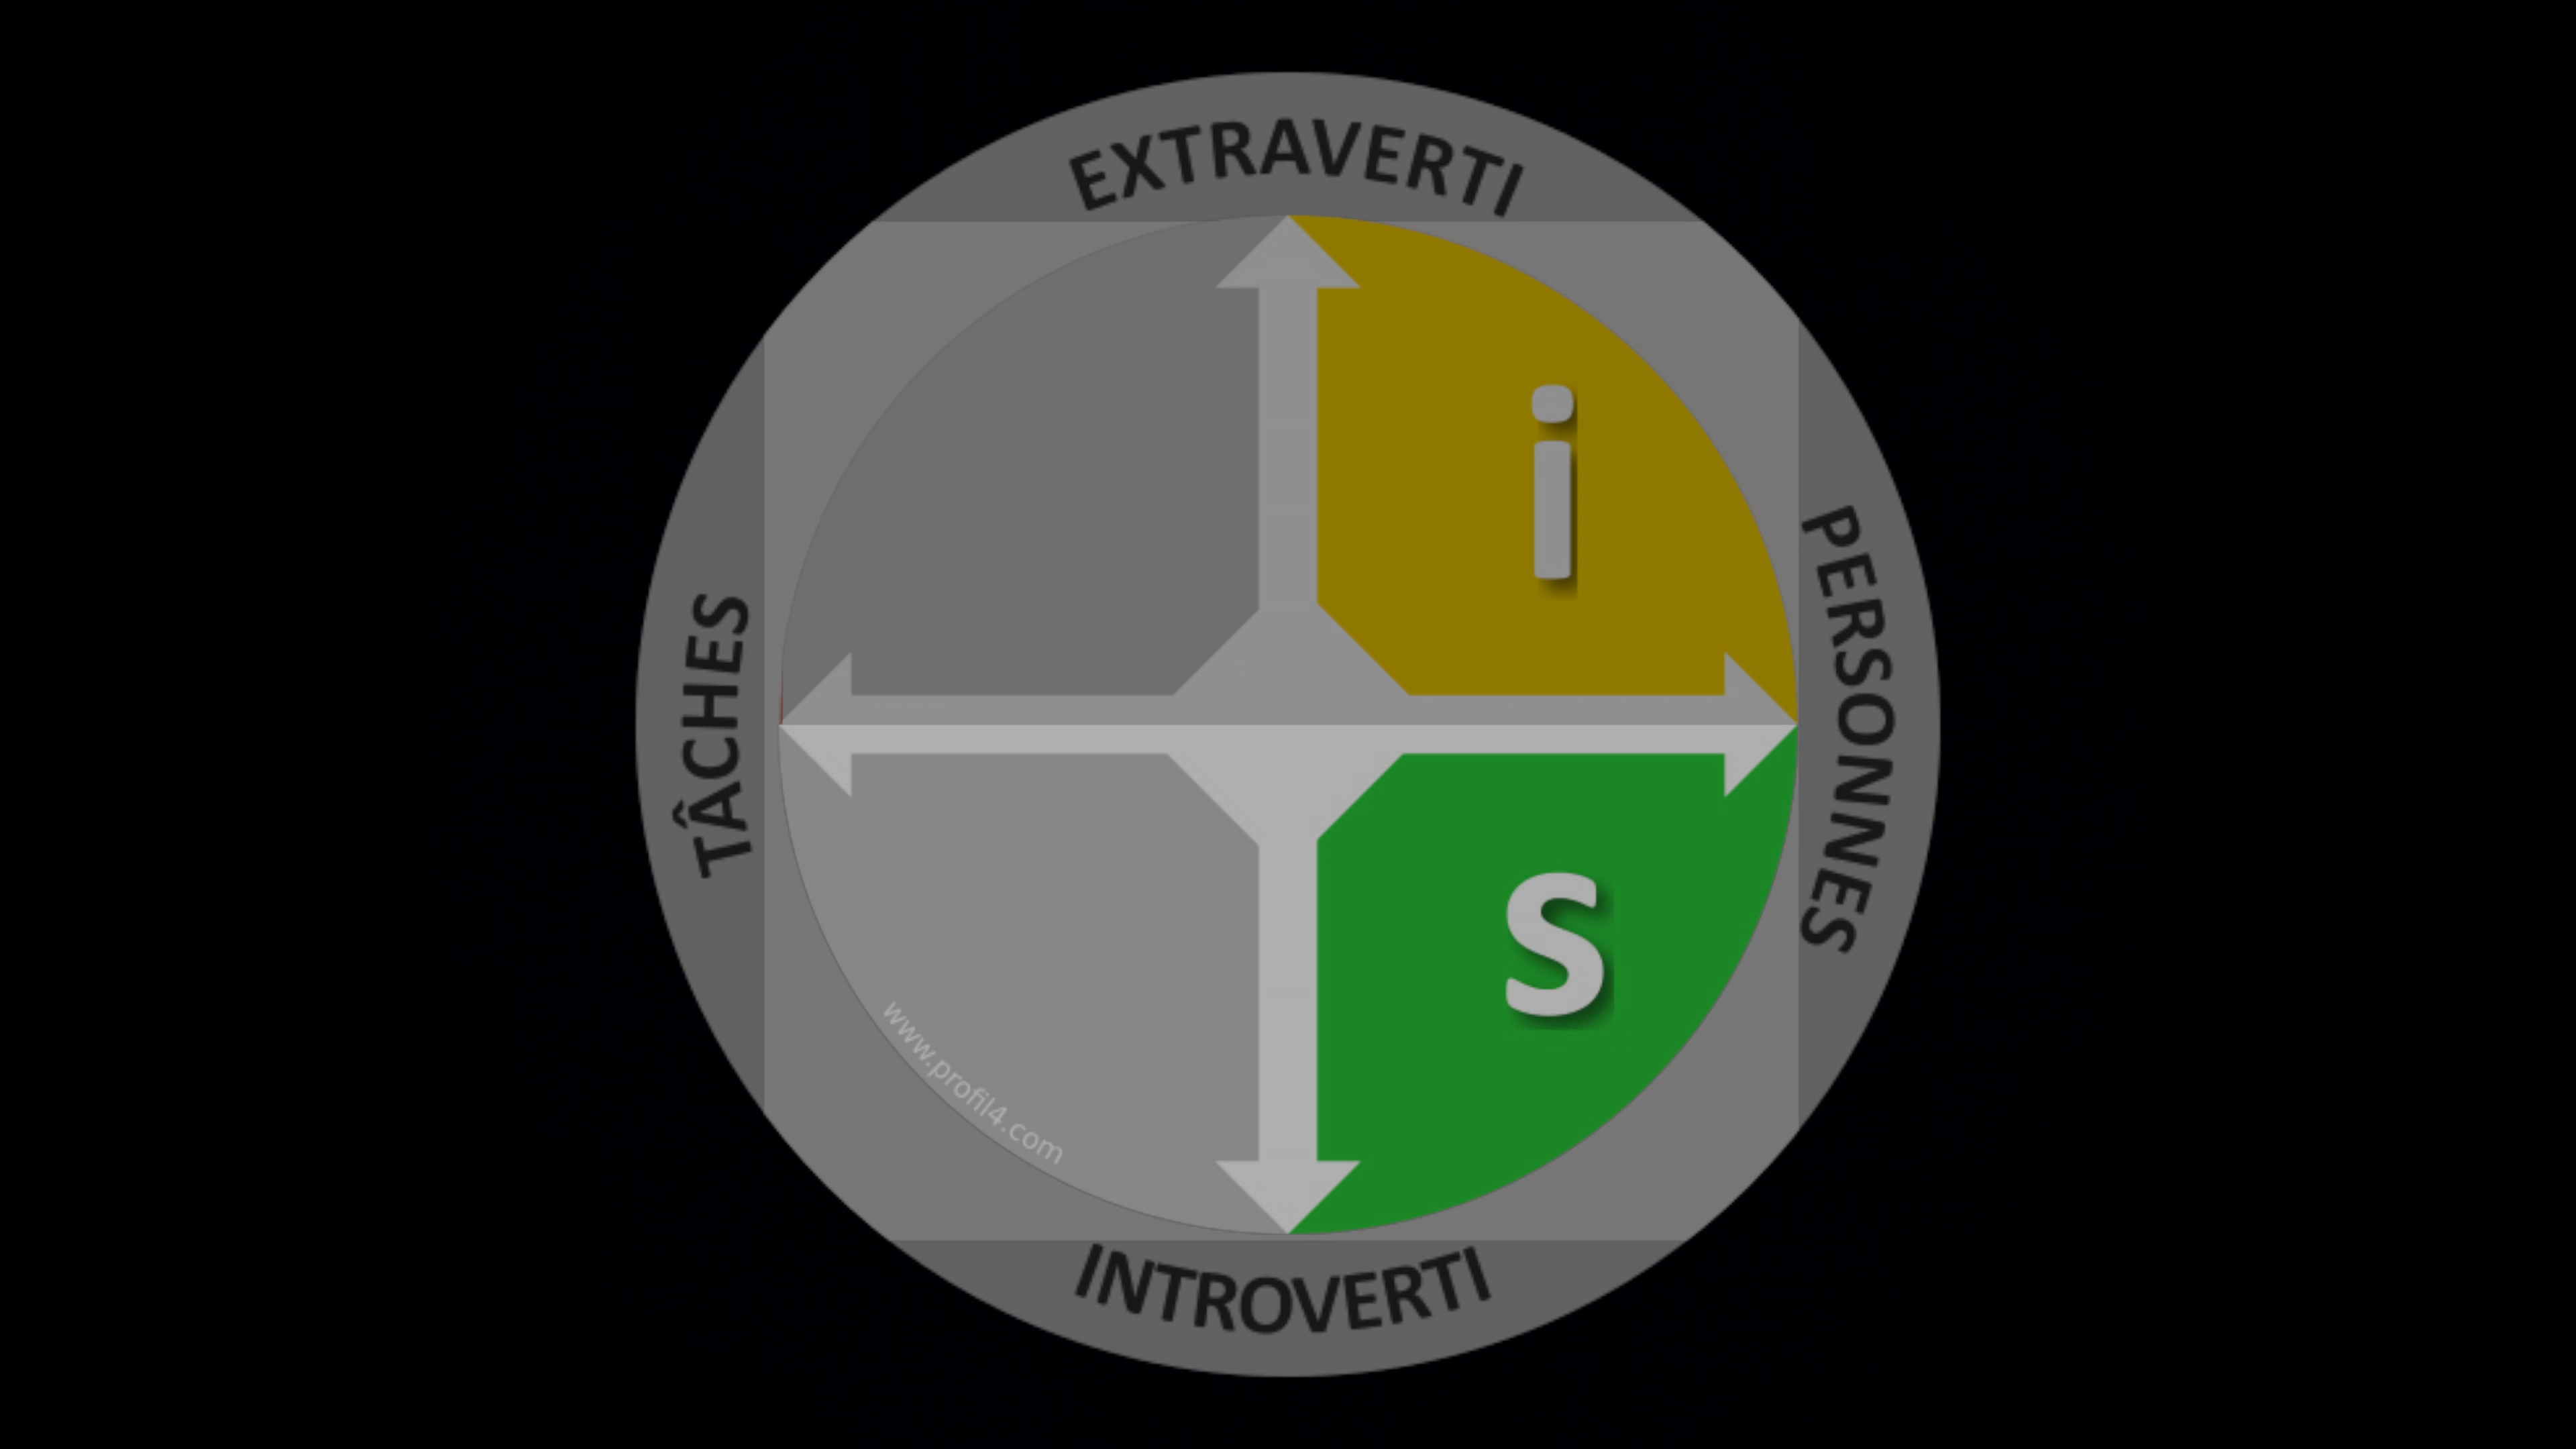 EXTRAVERTI
i
TÂCHES
PERSONNES
S
www.profil4.com
INTROVERTI